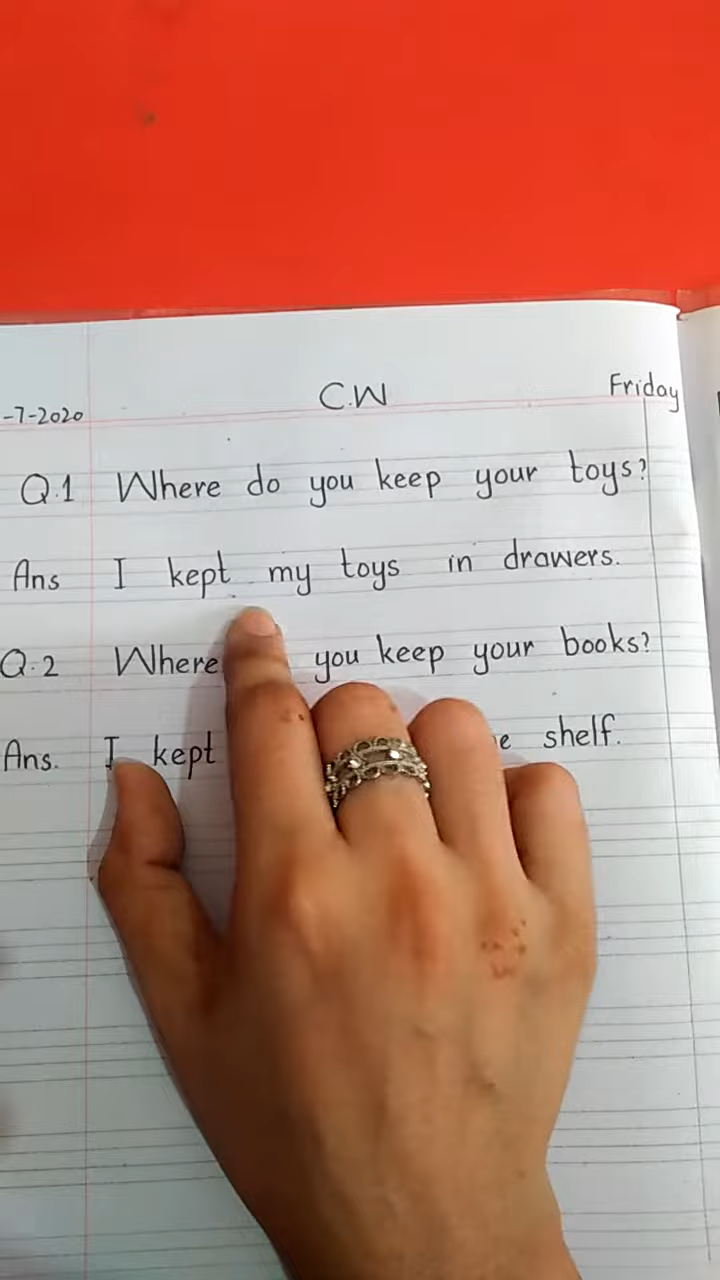 -7-2020 C.W Friday
Q.1 Where do you keep your toys?
Ans I kept my toys in drawers.
Q.2 Where you keep your books?
Ans. I kept shelf.